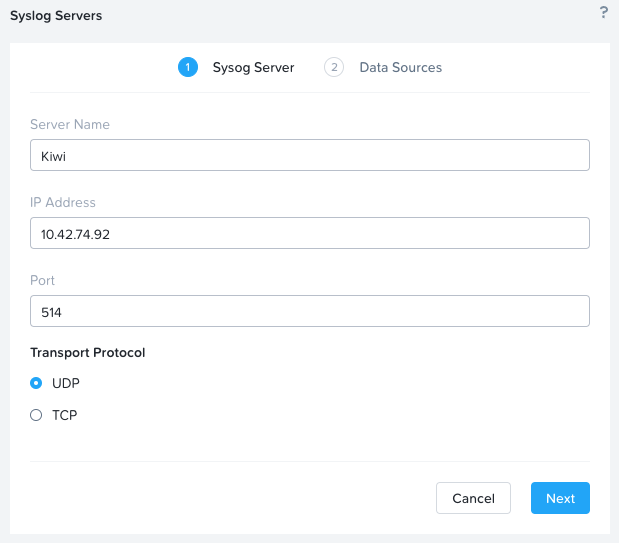 Syslog Servers ?
1 Sysog Server 2 Data Sources
Server Name
Kiwi
IP Address
10.42.74.92
Port
514
Transport Protocol
UDP
TCP
Cancel Next